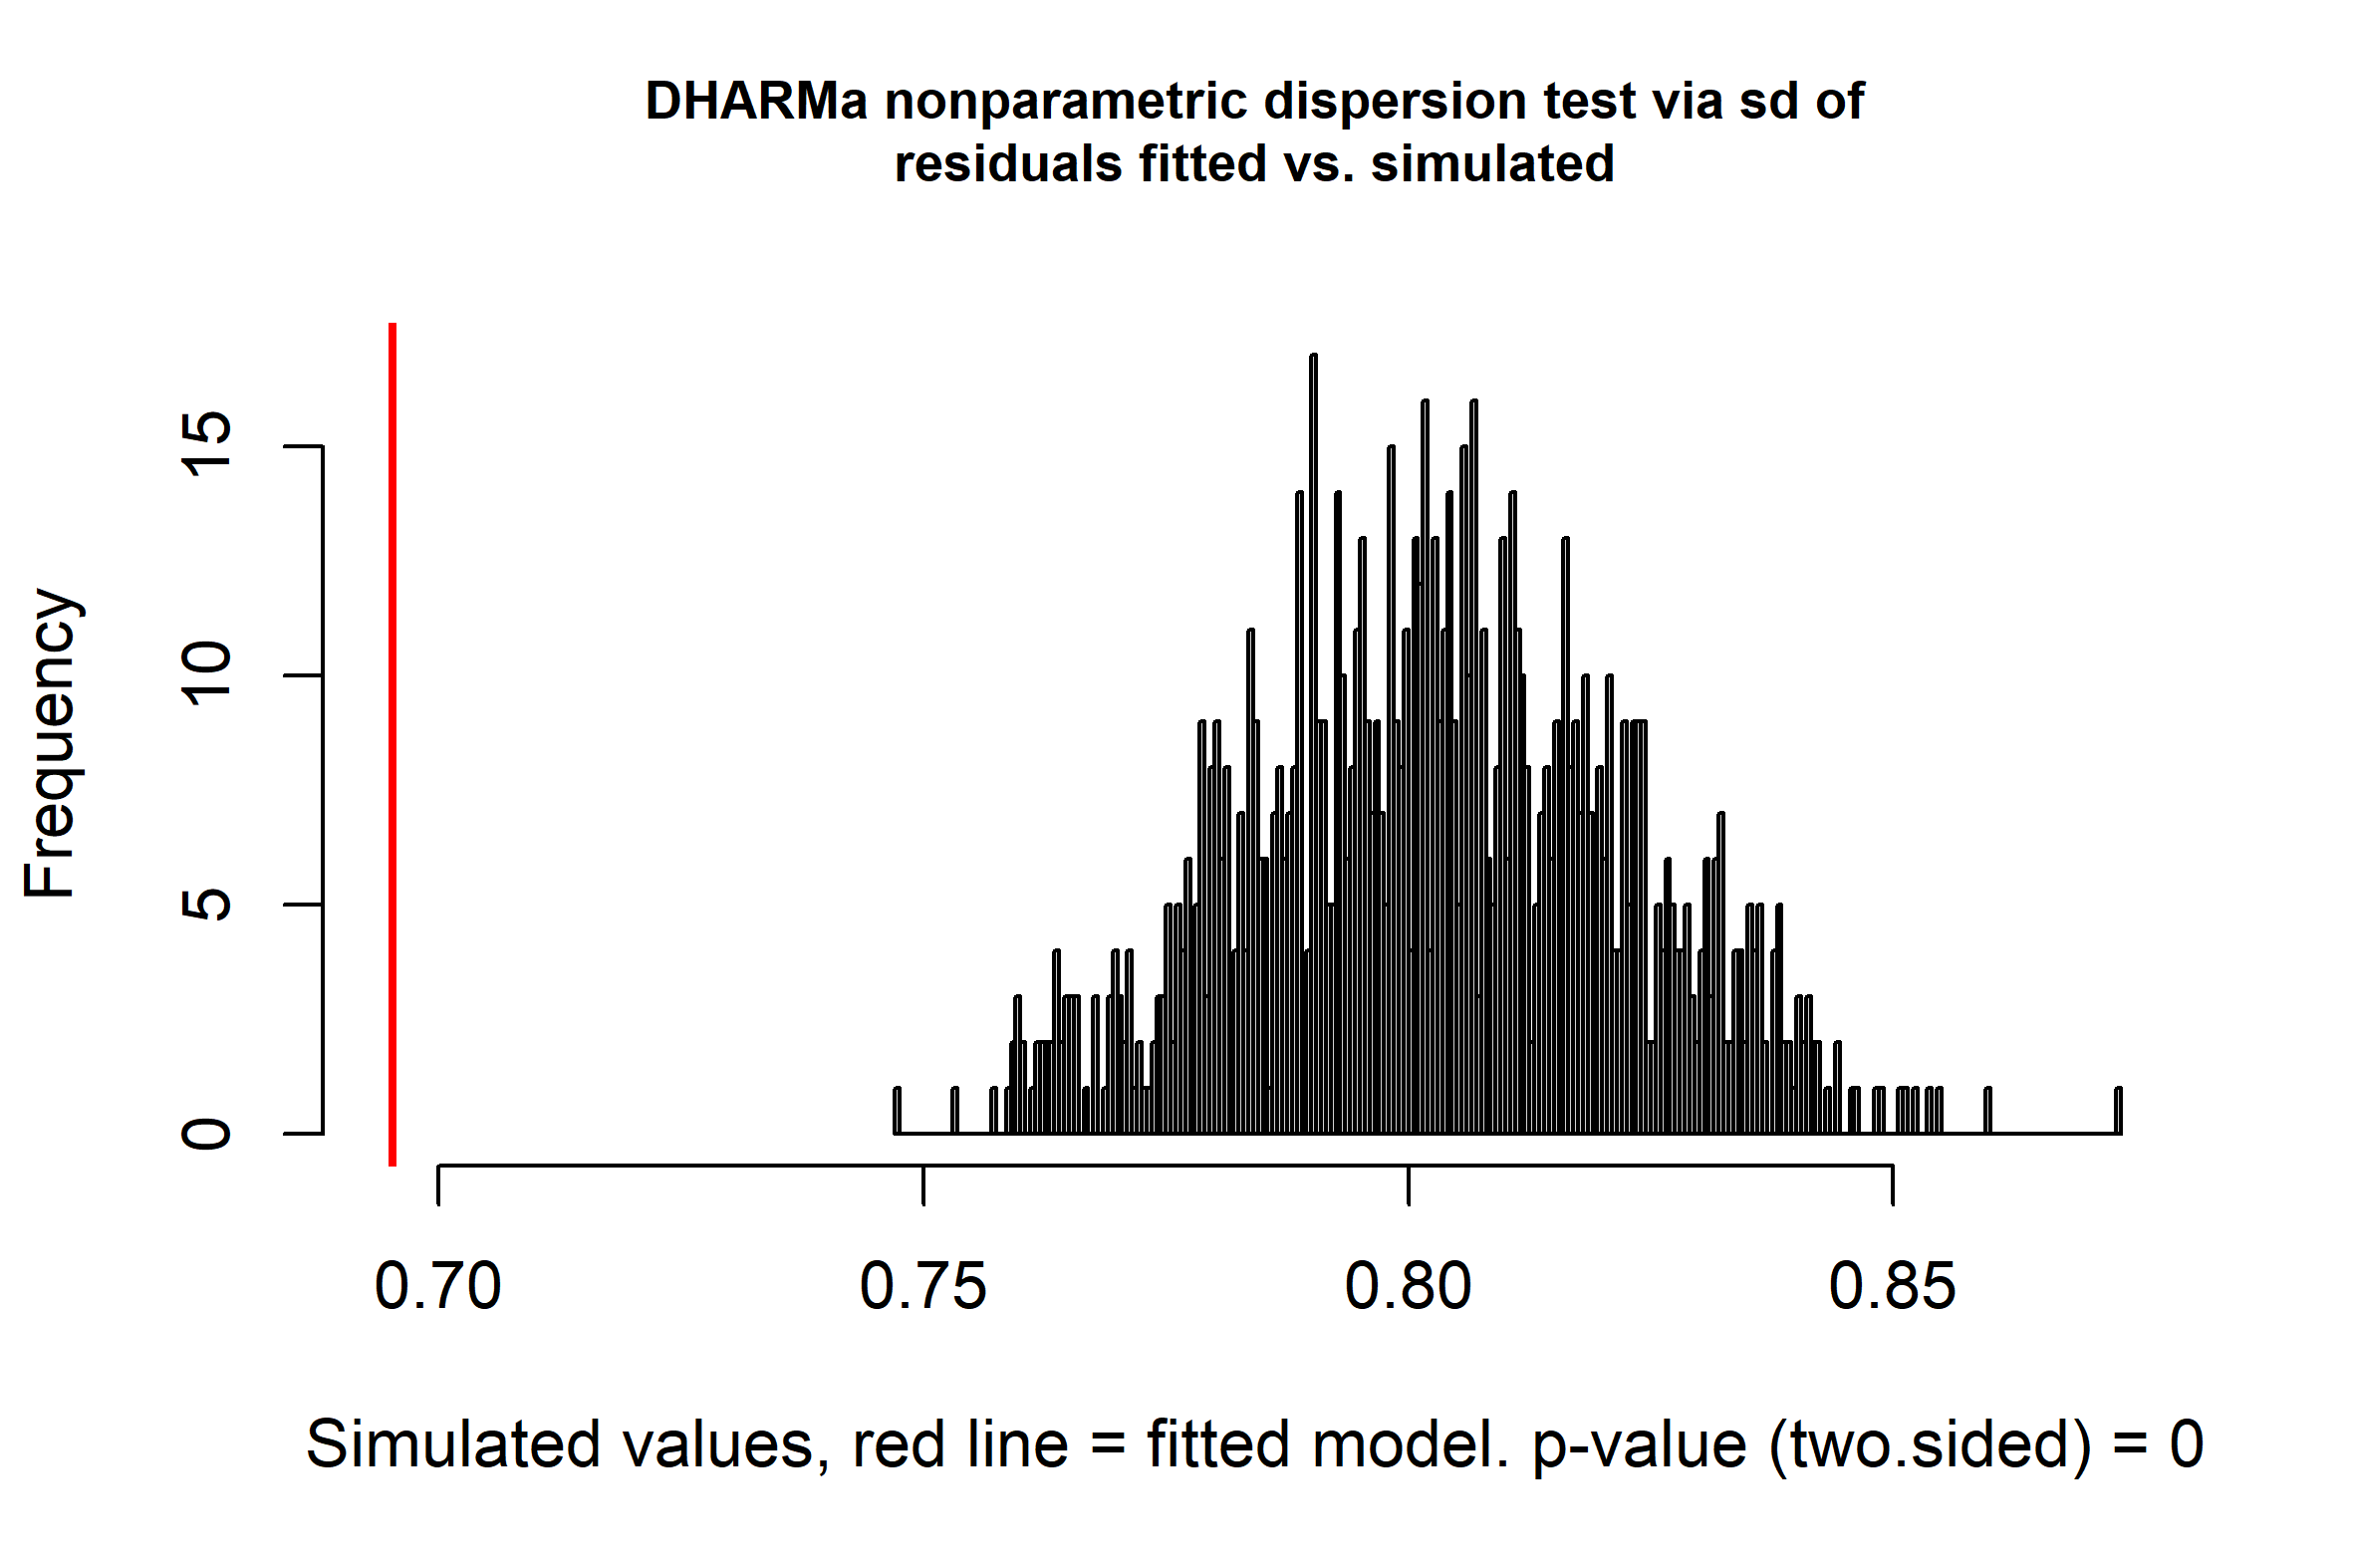 DHARMa nonparametric dispersion test via sd of
residuals fitted vs. simulated
Frequency
15
10
5
0
0.70 0.75 0.80 0.85
Simulated values, red line = fitted model. p-value (two.sided) = 0